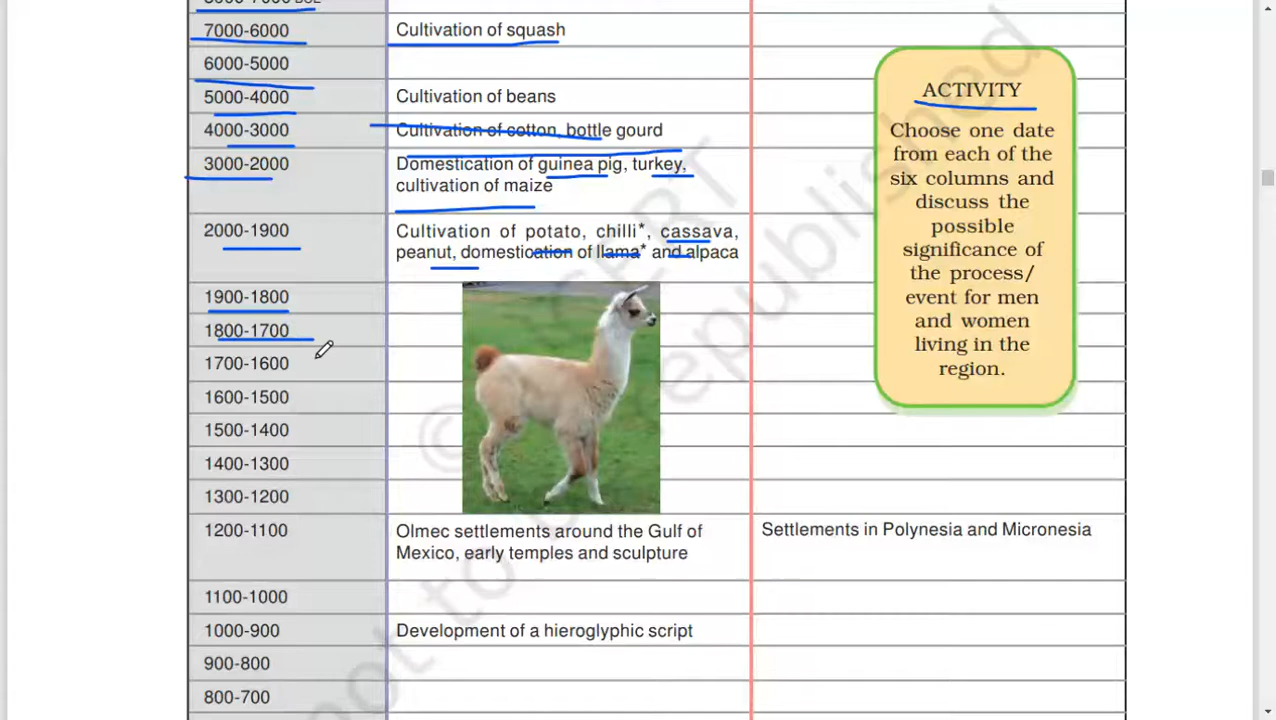 7000-6000 Cultivation of squash
6000-5000
5000-4000 Cultivation of beans
4000-3000 Cultivation of cotton, bottle gourd
3000-2000 Domestication of guinea pig, turkey,
cultivation of maize
2000-1900 Cultivation of potato, chilli*, cassava,
peanut, domestication of llama* and alpaca
1900-1800
1800-1700
1700-1600
1600-1500
1500-1400
1400-1300
1300-1200
1200-1100 Olmec settlements around the Gulf of Settlements in Polynesia and Micronesia
Mexico, early temples and sculpture
1100-1000
1000-900 Development of a hieroglyphic script
900-800
800-700
ACTIVITY
Choose one date
from each of the
six columns and
discuss the
possible
significance of
the process/
event for men
and women
living in the
region.
not to be republished